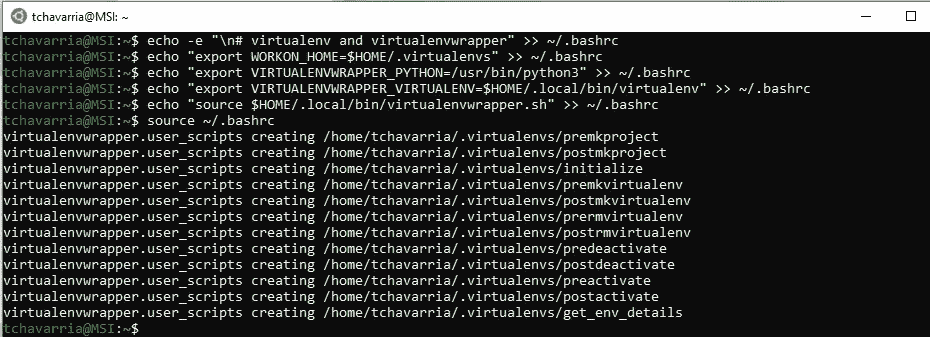 tchavarria@MSI: ~
tchavarria@MSI:~$ echo -e "\n# virtualenv and virtualenvwrapper" >> ~/.bashrc
tchavarria@MSI:~$ echo "export WORKON_HOME=$HOME/.virtualenvs" >> ~/.bashrc
tchavarria@MSI:~$ echo "export VIRTUALENVWRAPPER_PYTHON=/usr/bin/python3" >> ~/.bashrc
tchavarria@MSI:~$ echo "export VIRTUALENVWRAPPER_VIRTUALENV=$HOME/.local/bin/virtualenv" >> ~/.bashrc
tchavarria@MSI:~$ echo "source $HOME/.local/bin/virtualenvwrapper.sh" >> ~/.bashrc
tchavarria@MSI:~$ source ~/.bashrc
virtualenvwrapper.user_scripts creating /home/tchavarria/.virtualenvs/premkproject
virtualenvwrapper.user_scripts creating /home/tchavarria/.virtualenvs/postmkproject
virtualenvwrapper.user_scripts creating /home/tchavarria/.virtualenvs/initialize
virtualenvwrapper.user_scripts creating /home/tchavarria/.virtualenvs/premkvirtualenv
virtualenvwrapper.user_scripts creating /home/tchavarria/.virtualenvs/postmkvirtualenv
virtualenvwrapper.user_scripts creating /home/tchavarria/.virtualenvs/prermvirtualenv
virtualenvwrapper.user_scripts creating /home/tchavarria/.virtualenvs/postrmvirtualenv
virtualenvwrapper.user_scripts creating /home/tchavarria/.virtualenvs/predeactivate
virtualenvwrapper.user_scripts creating /home/tchavarria/.virtualenvs/postdeactivate
virtualenvwrapper.user_scripts creating /home/tchavarria/.virtualenvs/preactivate
virtualenvwrapper.user_scripts creating /home/tchavarria/.virtualenvs/postactivate
virtualenvwrapper.user_scripts creating /home/tchavarria/.virtualenvs/get_env_details
tchavarria@MSI:~$